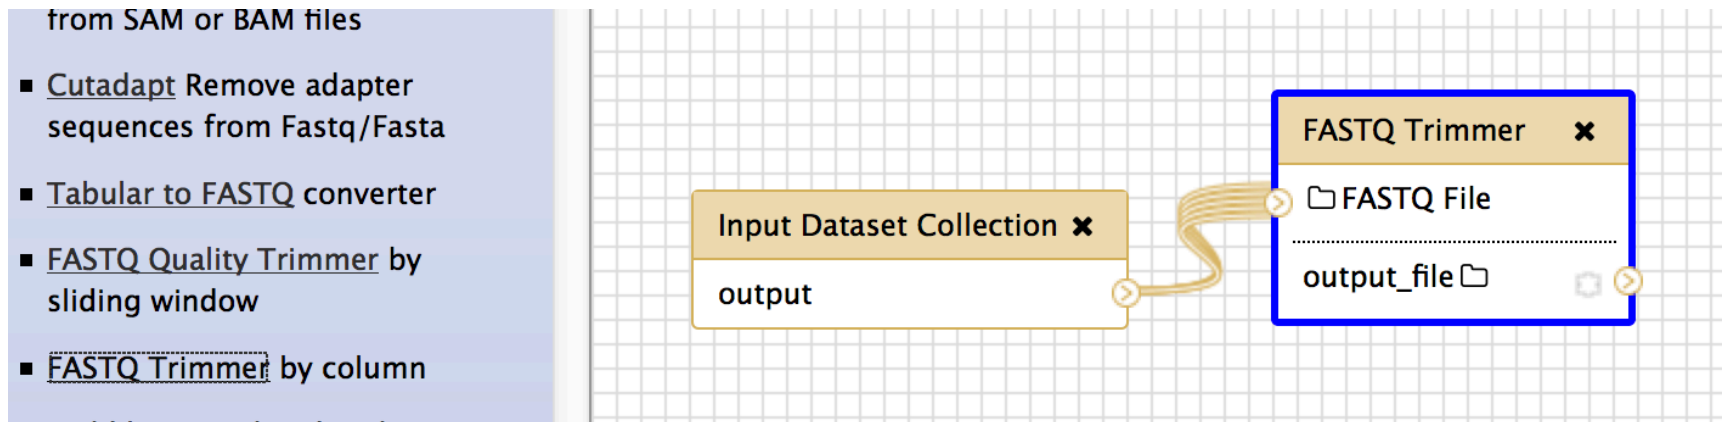 from SAM or BAM files
Cutadapt Remove adapter
sequences from Fastq/Fasta
Tabular to FASTQ converter
FASTQ Quality Trimmer by
sliding window
FASTQ Trimmer by column
Input Dataset Collection
output
FASTQ Trimmer
FASTQ File
output_file